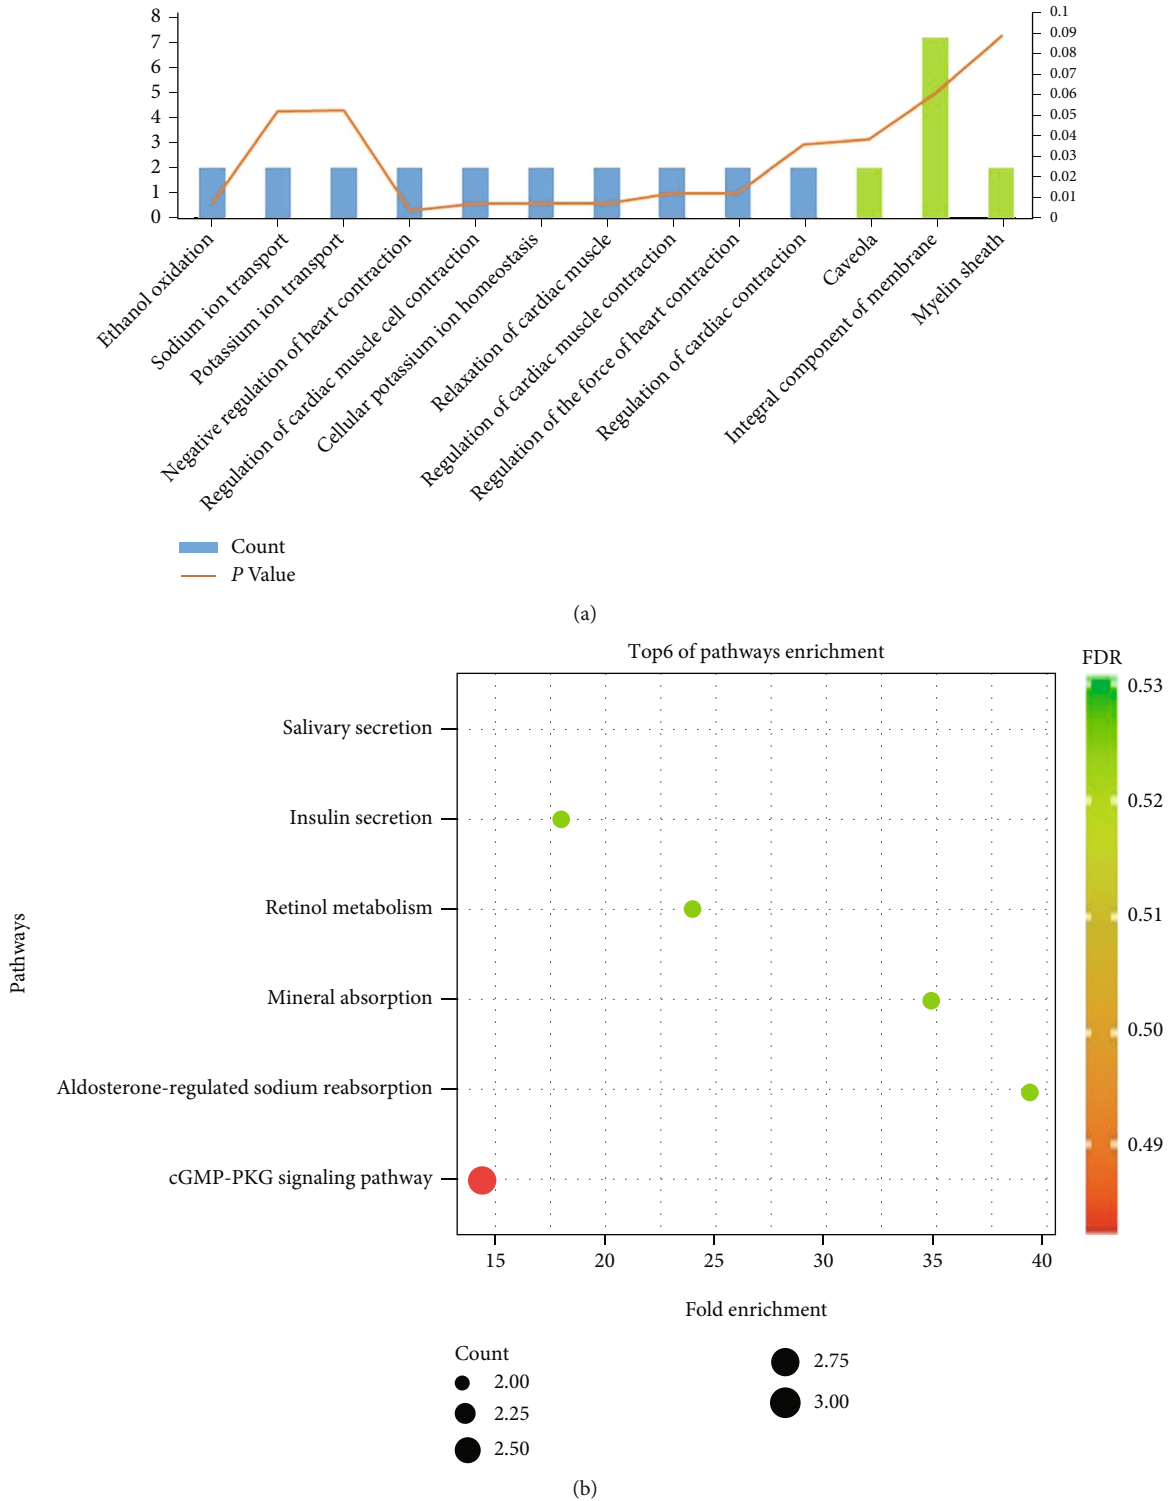 8
7
6
5
4
3
2
1
0
0.1
0.09
0.08
0.07
0.06
0.05
0.04
0.03
0.02
0.01
0
Ethanol oxidation
Sodium ion transport
Potassium ion transport
Negative regulation of heart contraction
Regulation of cardiac muscle cell contraction
Cellular potassium ion homeostasis
Relaxation of cardiac muscle
Regulation of cardiac muscle contraction
Regulation of the force of heart contraction
Regulation of cardiac contraction
Caveola
Integral component of membrane
Myelin sheath
Count
P Value
(a)
Top6 of pathways enrichment
FDR
Pathways
Salivary secretion
Insulin secretion
Retinol metabolism
Mineral absorption
Aldosterone-regulated sodium reabsorption
cGMP-PKG signaling pathway
0.53
0.52
0.51
0.50
0.49
15
20
25
30
35
40
Fold enrichment
Count
2.00
2.25
2.50
2.75
3.00
(b)